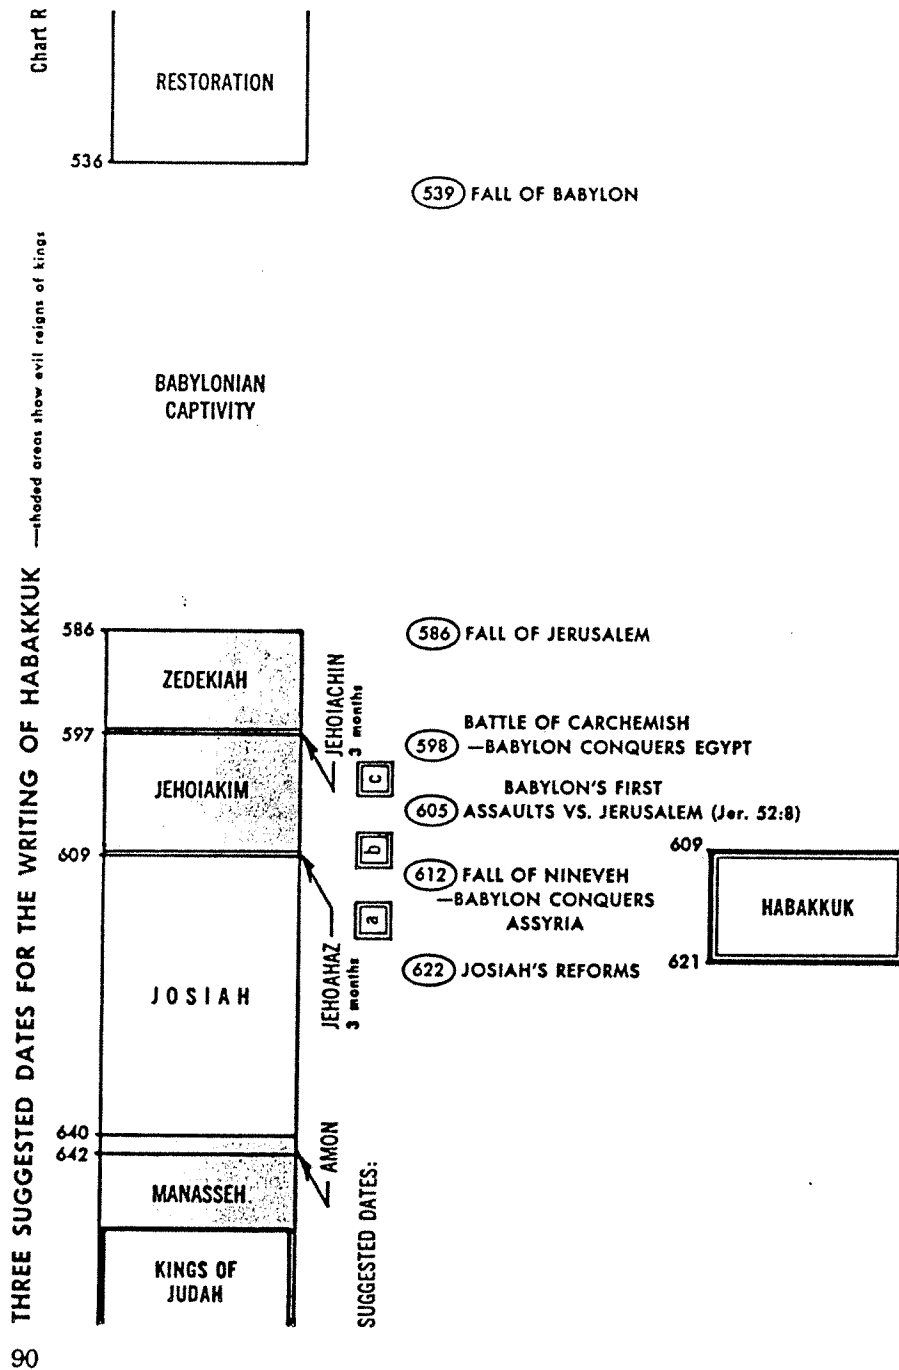 Chart R
THREE SUGGESTED DATES FOR THE WRITING OF HABAKKUK —shaded areas show evil reigns of kings
RESTORATION
536
539 FALL OF BABYLON
BABYLONIAN
CAPTIVITY
586
586 FALL OF JERUSALEM
ZEDEKIAH
597
JEHOIACHIN
3 months
BATTLE OF CARCHEMISH
598 —BABYLON CONQUERS EGYPT
JEHOIAKIM
c
BABYLON'S FIRST
605 ASSAULTS VS. JERUSALEM (Jer. 52:8)
609
b
612 FALL OF NINEVEH
—BABYLON CONQUERS
ASSYRIA
609
HABAKKUK
621
a
JEHOAHAZ
3 months
622 JOSIAH'S REFORMS
JOSIAH
640
642
AMON
MANASSEH
SUGGESTED DATES:
KINGS OF
JUDAH
90